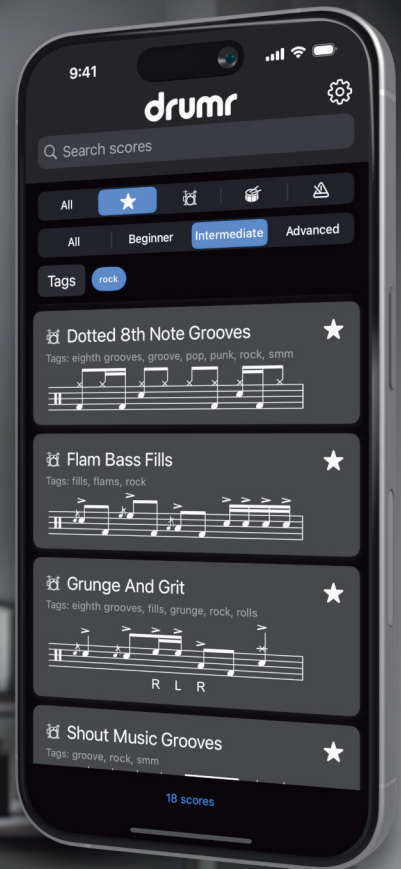 9:41
drumr
Search scores
All
All Beginner Intermediate Advanced
Tags rock
Dotted 8th Note Grooves
Tags: eighth grooves, groove, pop, punk, rock, smm
Flam Bass Fills
Tags: fills, flams, rock
Grunge And Grit
Tags: eighth grooves, fills, grunge, rock, rolls
R L R
Shout Music Grooves
Tags: groove, rock, smm
18 scores